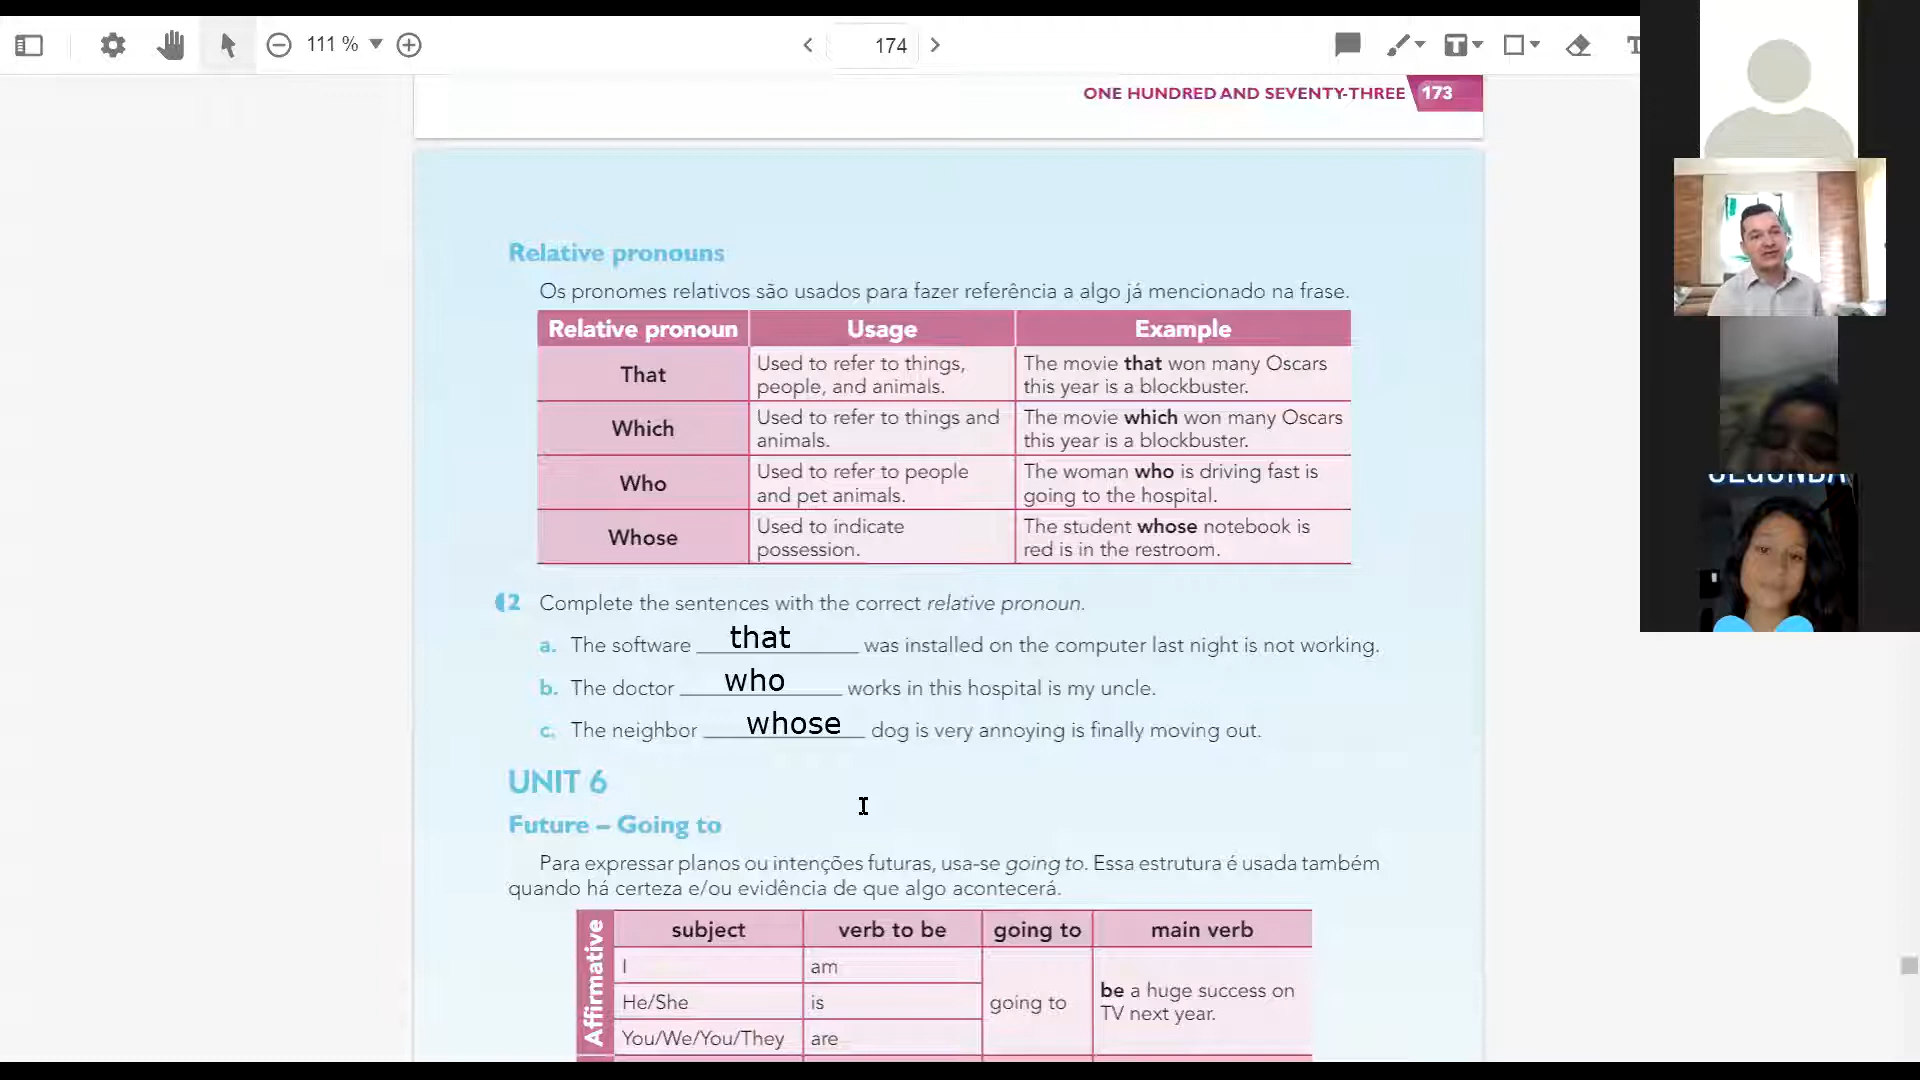 111 %
174
ONE HUNDRED AND SEVENTY-THREE 173
Relative pronouns
Os pronomes relativos são usados para fazer referência a algo já mencionado na frase.
Relative pronoun Usage Example
That Used to refer to things, people, and animals. The movie that won many Oscars this year is a blockbuster.
Which Used to refer to things and animals. The movie which won many Oscars this year is a blockbuster.
Who Used to refer to people and pet animals. The woman who is driving fast is going to the hospital.
Whose Used to indicate possession. The student whose notebook is red is in the restroom.
2 Complete the sentences with the correct relative pronoun.
a. The software that was installed on the computer last night is not working.
b. The doctor who works in this hospital is my uncle.
c. The neighbor whose dog is very annoying is finally moving out.
UNIT 6
Future – Going to
Para expressar planos ou intenções futuras, usa-se going to. Essa estrutura é usada também
quando há certeza e/ou evidência de que algo acontecerá.
Affirmative
subject verb to be going to main verb
I am
He/She is going to be a huge success on TV next year.
You/We/You/They are